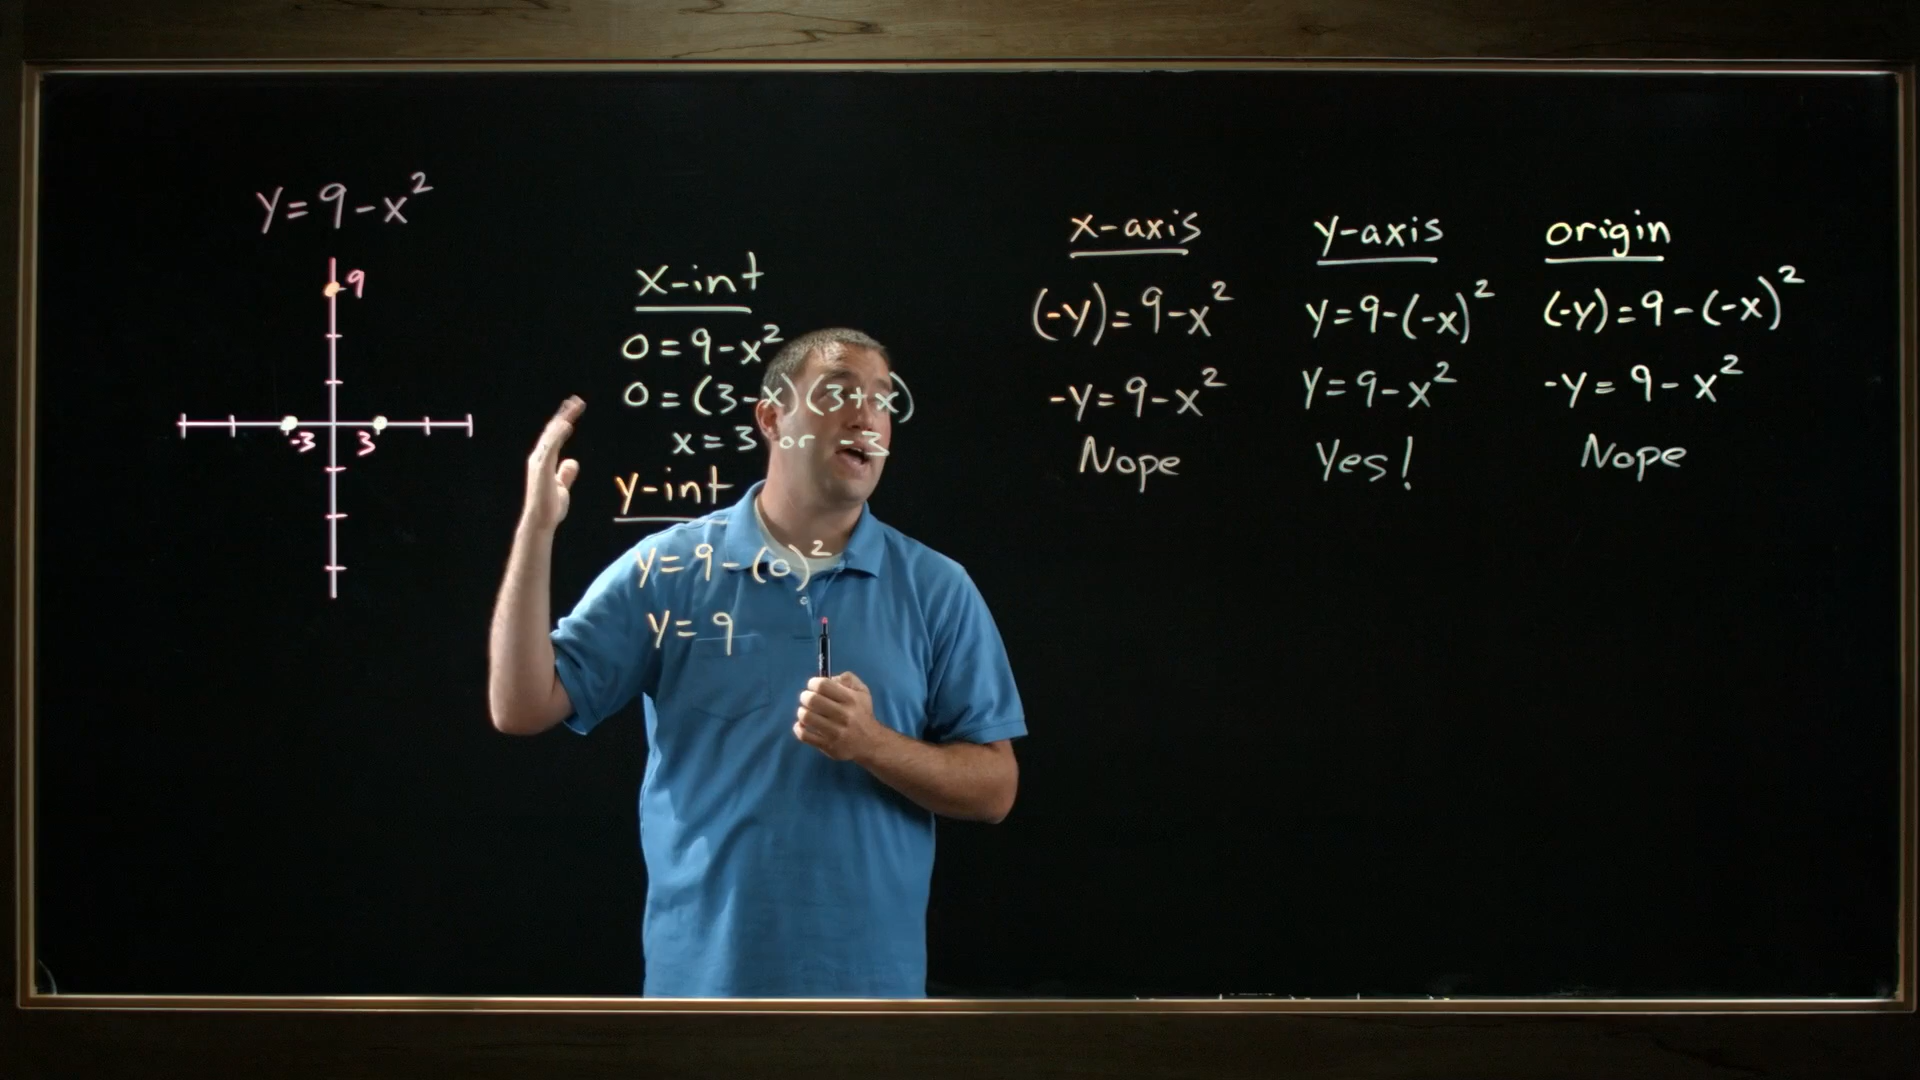 y=9-x²
9
-3 3
x-int
0=9-x²
0=(3-x)(3+x)
x=3 or -3
y-int
y=9-(0)²
y=9
x-axis
(-y)=9-x²
-y=9-x²
Nope
y-axis
y=9-(-x)²
y=9-x²
Yes!
origin
(-y)=9-(-x)²
-y=9-x²
Nope